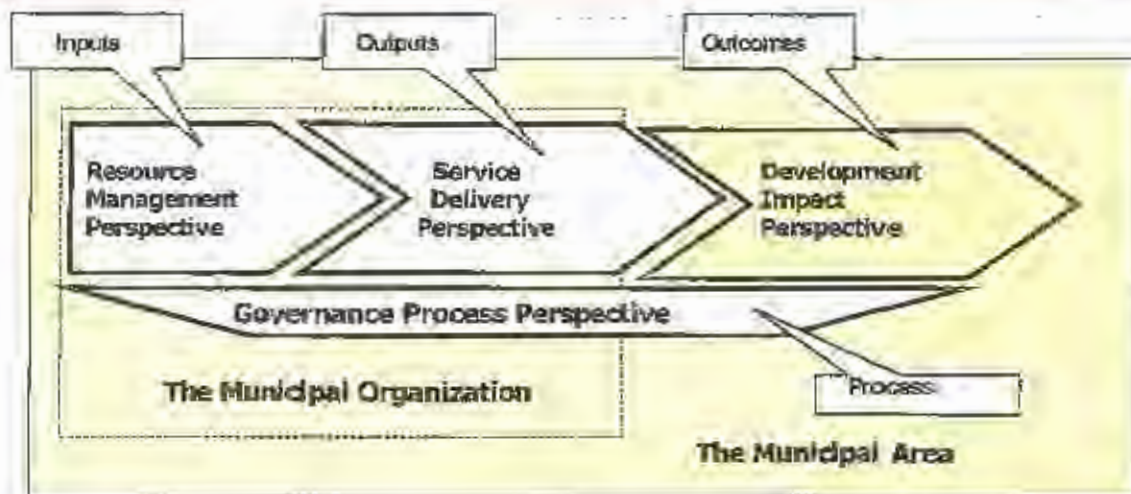 Inputs
Outputs
Outcomes
Resource
Management
Perspective
Service
Delivery
Perspective
Development
Impact
Perspective
Governance Process Perspective
The Municipal Organization
Process
The Municipal Area